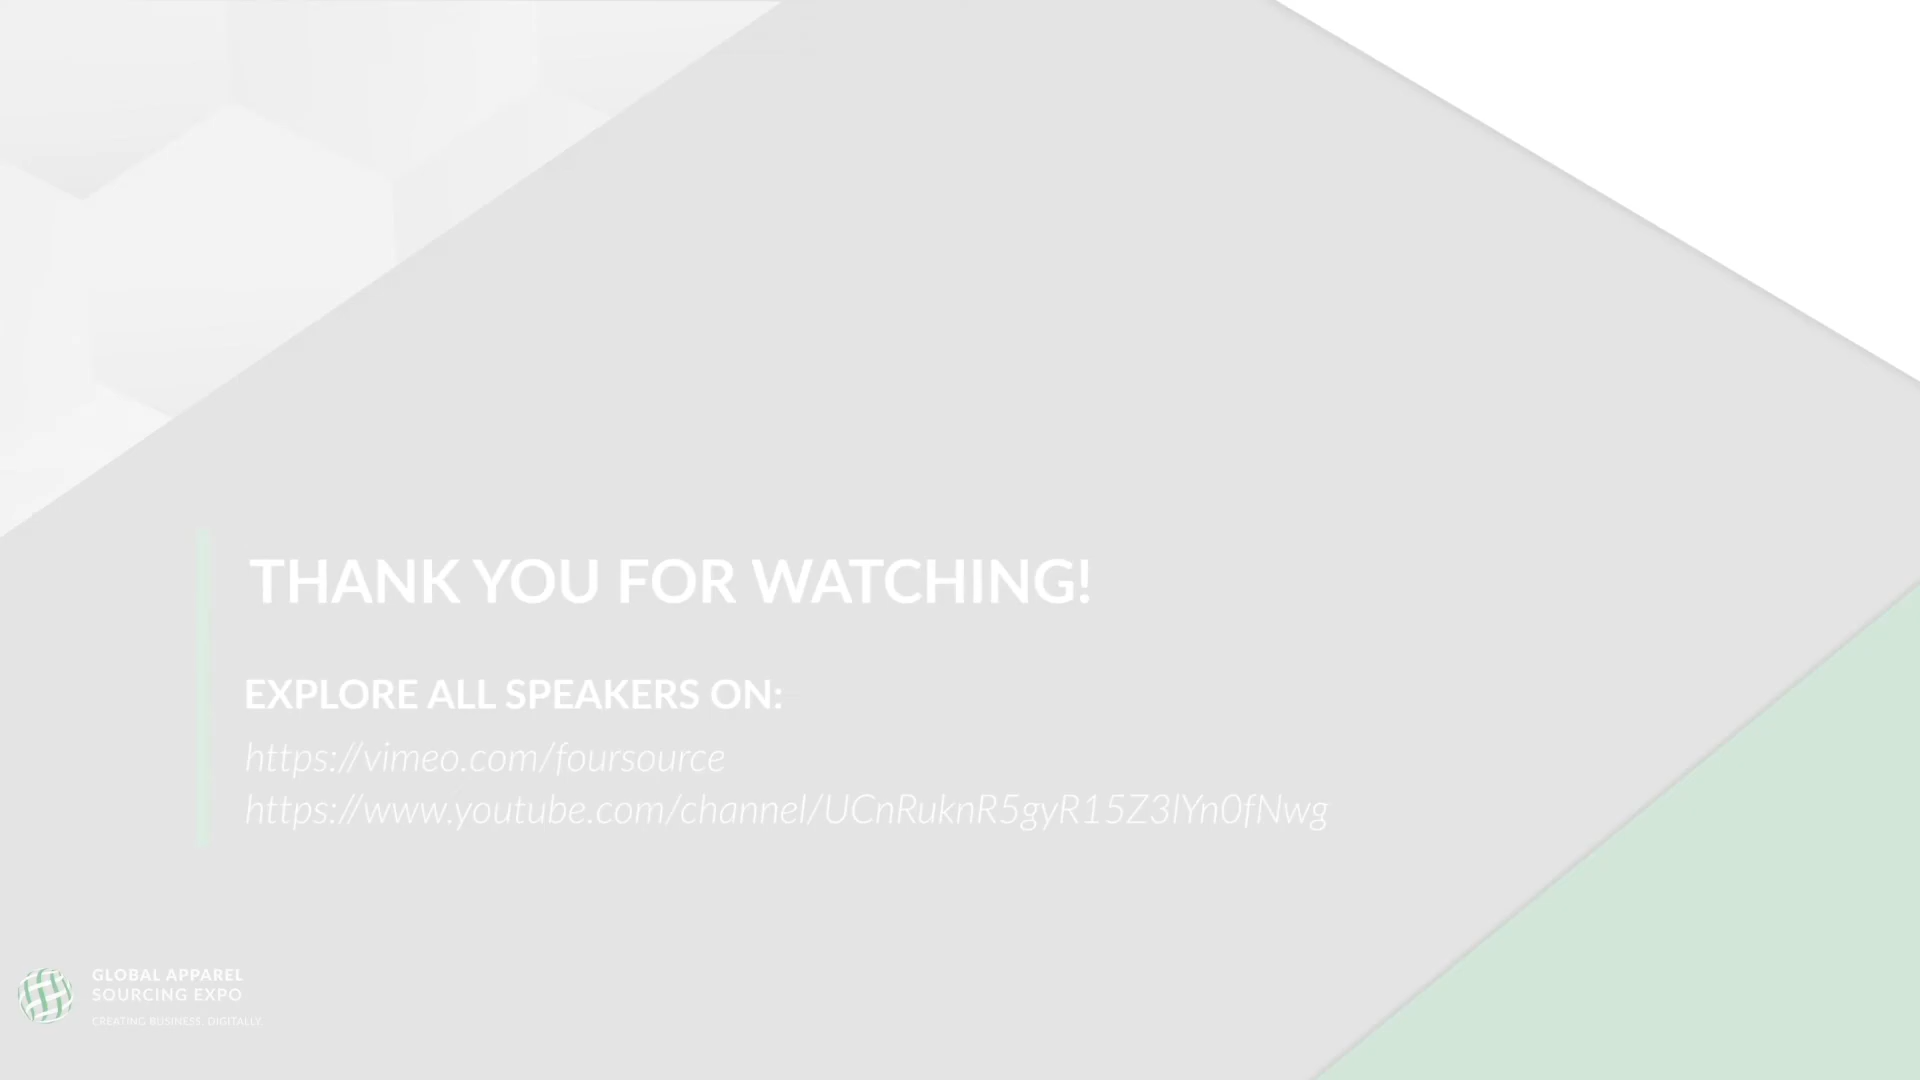 THANK YOU FOR WATCHING!
EXPLORE ALL SPEAKERS ON:
https://vimeo.com/foursource
https://www.youtube.com/channel/UCnRuknR5gyR15Z3lYn0fNwg
GLOBAL APPAREL
SOURCING EXPO
CREATING BUSINESS. DIGITALLY.